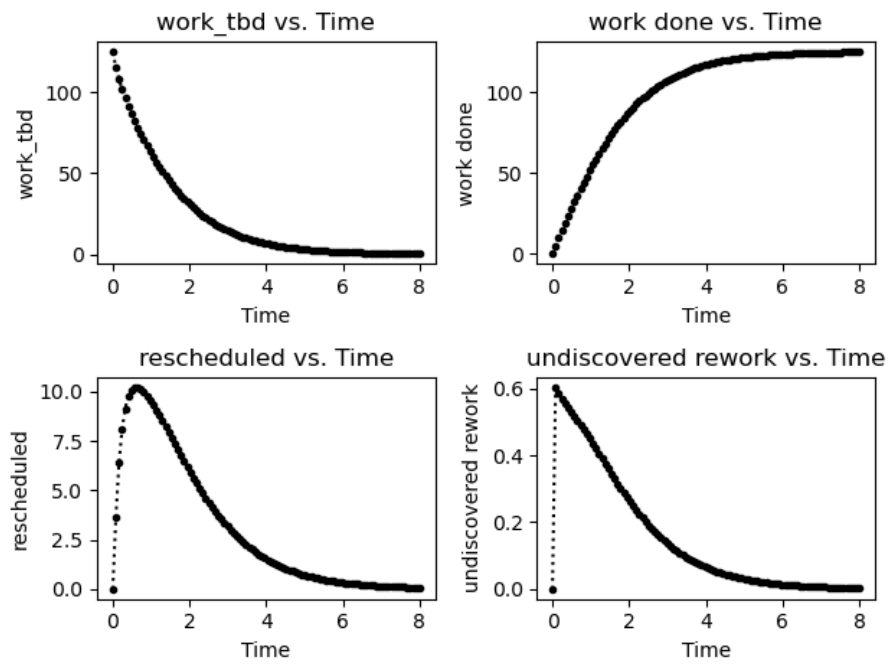 work_tbd vs. Time
work_tbd
100
50
0
0 2 4 6 8
Time
work done vs. Time
work done
100
50
0
0 2 4 6 8
Time
rescheduled vs. Time
rescheduled
10.0
7.5
5.0
2.5
0.0
0 2 4 6 8
Time
undiscovered rework vs. Time
undiscovered rework
0.6
0.4
0.2
0.0
0 2 4 6 8
Time